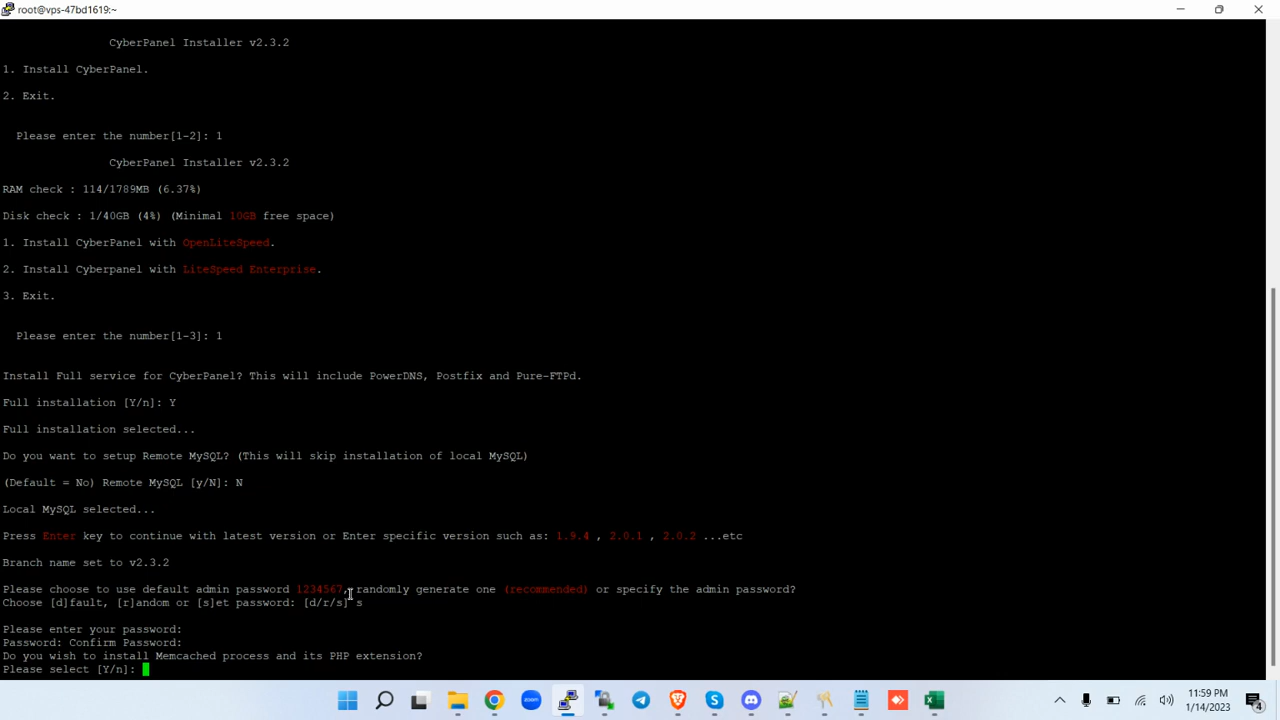 root@vps-47bd1619:~
CyberPanel Installer v2.3.2
1. Install CyberPanel.
2. Exit.
Please enter the number[1-2]: 1
CyberPanel Installer v2.3.2
RAM check : 114/1789MB (6.37%)
Disk check : 1/40GB (4%) (Minimal 10GB free space)
1. Install CyberPanel with OpenLiteSpeed.
2. Install Cyberpanel with LiteSpeed Enterprise.
3. Exit.
Please enter the number[1-3]: 1
Install Full service for CyberPanel? This will include PowerDNS, Postfix and Pure-FTPd.
Full installation [Y/n]: Y
Full installation selected...
Do you want to setup Remote MySQL? (This will skip installation of local MySQL)
(Default = No) Remote MySQL [y/N]: N
Local MySQL selected...
Press Enter key to continue with latest version or Enter specific version such as: 1.9.4 , 2.0.1 , 2.0.2 ...etc
Branch name set to v2.3.2
Please choose to use default admin password 1234567, randomly generate one (recommended) or specify the admin password?
Choose [d]fault, [r]andom or [s]et password: [d/r/s] s
Please enter your password:
Password: Confirm Password:
Do you wish to install Memcached process and its PHP extension?
Please select [Y/n]:
zoom
11:59 PM
1/14/2023
4